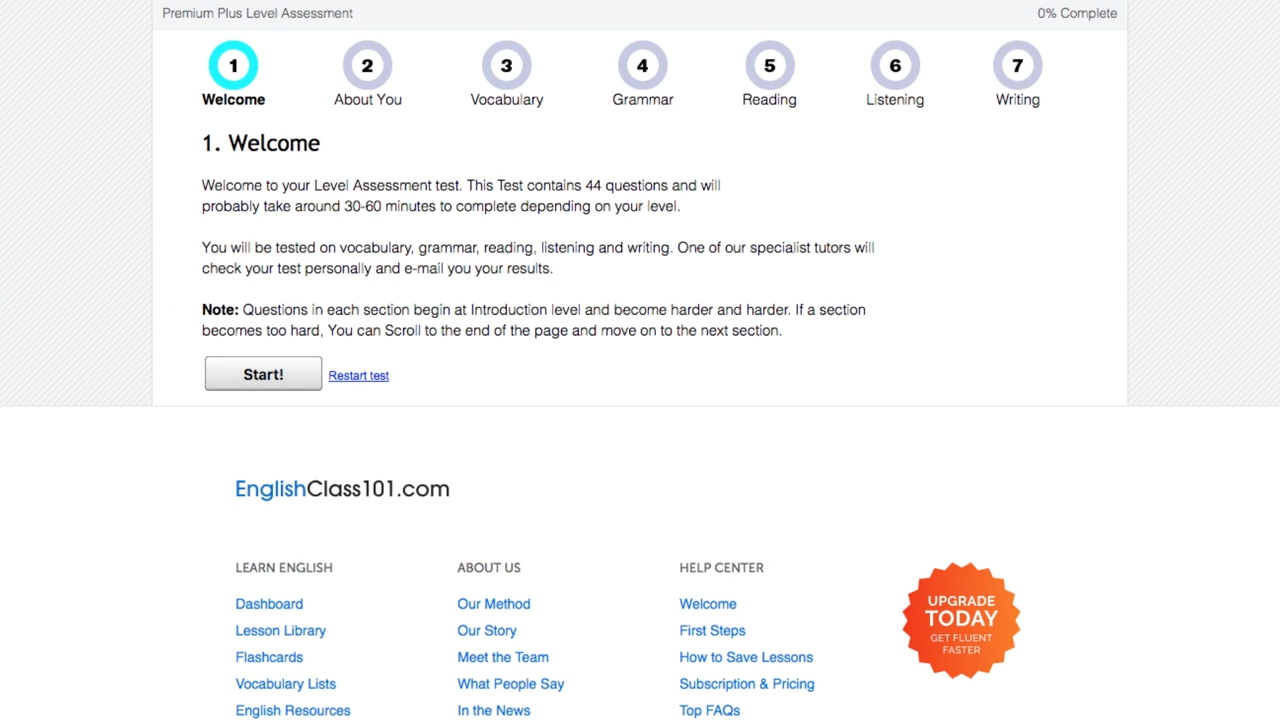 Premium Plus Level Assessment 0% Complete
1 2 3 4 5 6 7
Welcome About You Vocabulary Grammar Reading Listening Writing
1. Welcome
Welcome to your Level Assessment test. This Test contains 44 questions and will
probably take around 30-60 minutes to complete depending on your level.
You will be tested on vocabulary, grammar, reading, listening and writing. One of our specialist tutors will
check your test personally and e-mail you your results.
Note: Questions in each section begin at Introduction level and become harder and harder. If a section
becomes too hard, You can Scroll to the end of the page and move on to the next section.
Start! Restart test
EnglishClass101.com
LEARN ENGLISH
Dashboard
Lesson Library
Flashcards
Vocabulary Lists
English Resources
ABOUT US
Our Method
Our Story
Meet the Team
What People Say
In the News
HELP CENTER
Welcome
First Steps
How to Save Lessons
Subscription & Pricing
Top FAQs
UPGRADE
TODAY
GET FLUENT
FASTER